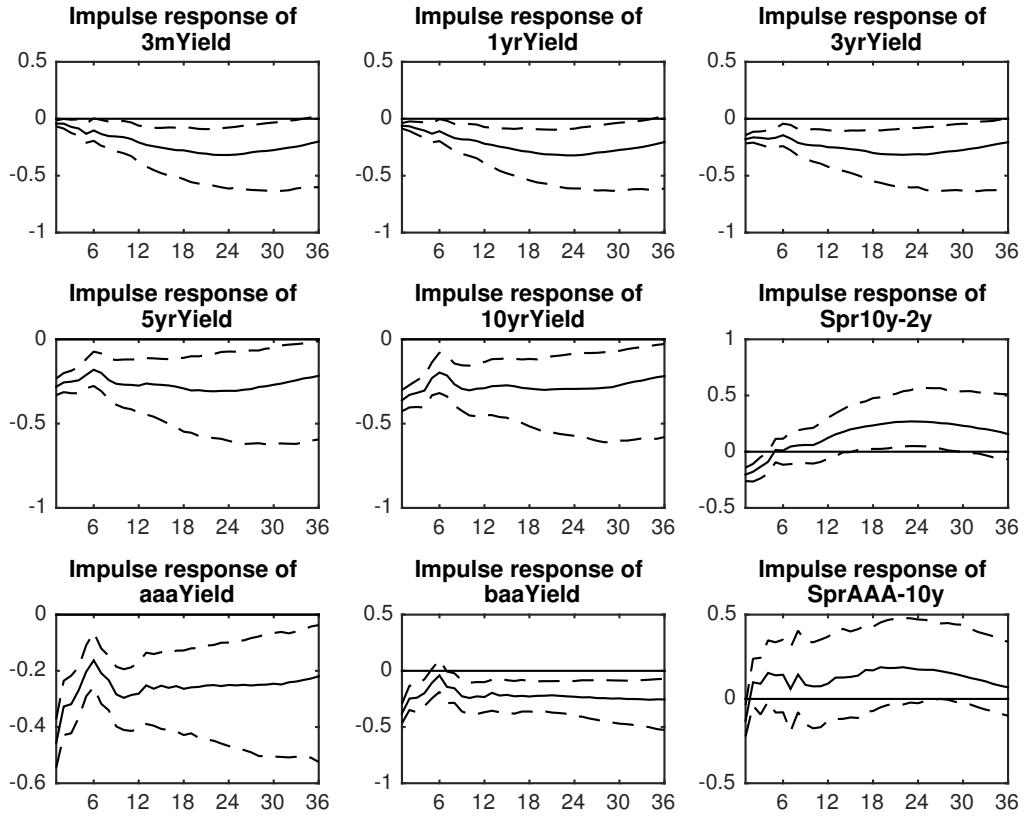 Impulse response of
3mYield
0.5
0
-0.5
-1
6 12 18 24 30 36
Impulse response of
1yrYield
0.5
0
-0.5
-1
6 12 18 24 30 36
Impulse response of
3yrYield
0.5
0
-0.5
-1
6 12 18 24 30 36
Impulse response of
5yrYield
0
-0.5
-1
6 12 18 24 30 36
Impulse response of
10yrYield
0
-0.5
-1
6 12 18 24 30 36
Impulse response of
Spr10y-2y
1
0.5
0
-0.5
6 12 18 24 30 36
Impulse response of
aaaYield
0
-0.2
-0.4
-0.6
6 12 18 24 30 36
Impulse response of
baaYield
0.5
0
-0.5
-1
6 12 18 24 30 36
Impulse response of
SprAAA-10y
0.5
0
-0.5
6 12 18 24 30 36